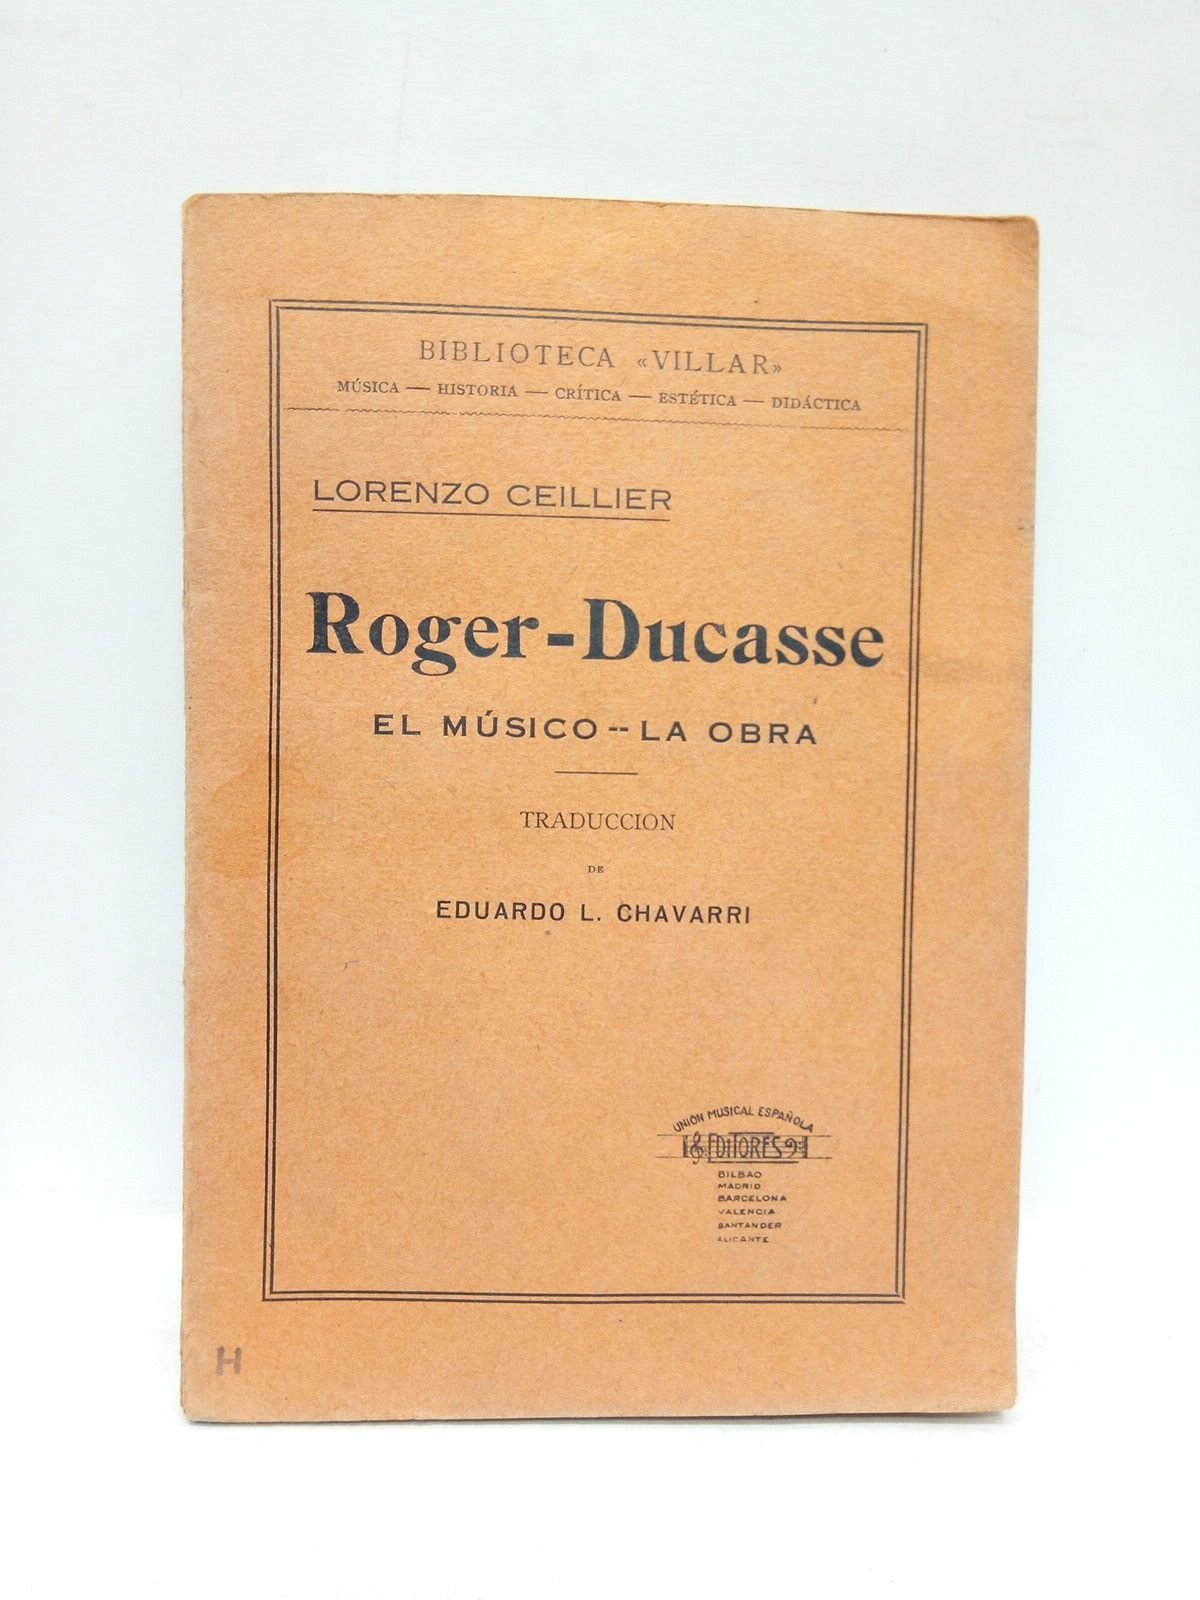 BIBLIOTECA «VILLAR»
MÚSICA — HISTORIA — CRÍTICA — ESTÉTICA — DIDÁCTICA
LORENZO CEILLIER
Roger-Ducasse
EL MÚSICO -- LA OBRA
TRADUCCION
DE
EDUARDO L. CHAVARRI
UNIÓN MUSICAL ESPAÑOLA
EDITORES
BILBAO
MADRID
BARCELONA
VALENCIA
SANTANDER
ALICANTE
H